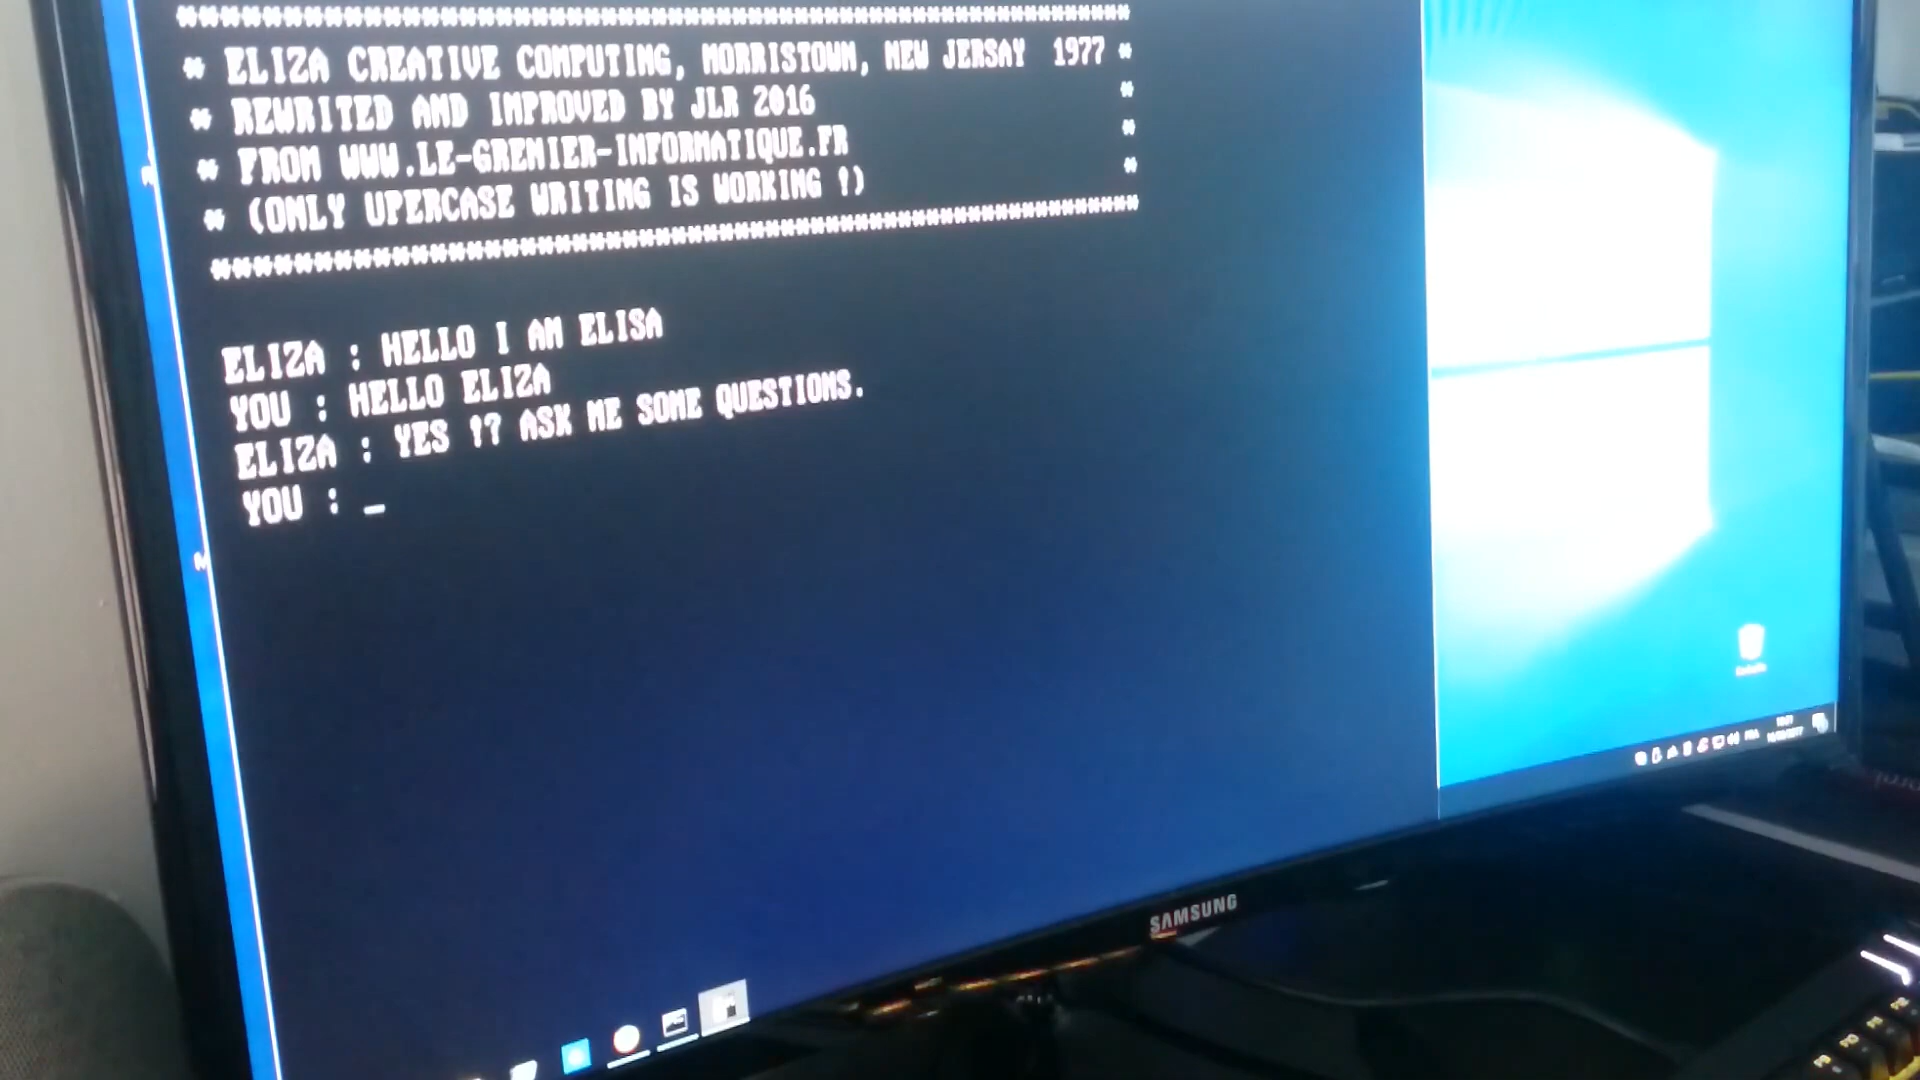 ***********************************************************************
* ELIZA CREATIVE COMPUTING, MORRISTOWN, NEW JERSAY 1977 *
* REWRITED AND IMPROVED BY JLR 2016 *
* FROM WWW.LE-GRENIER-INFORMATIQUE.FR *
* (ONLY UPERCASE WRITING IS WORKING !) *
***********************************************************************
ELIZA : HELLO I AM ELISA
YOU : HELLO ELIZA
ELIZA : YES !? ASK ME SOME QUESTIONS.
YOU : _
FRA
SAMSUNG